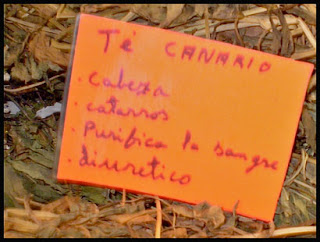 Té CANARIO
· Cabeza
· catarros
· Purifica la sangre
· diuretico